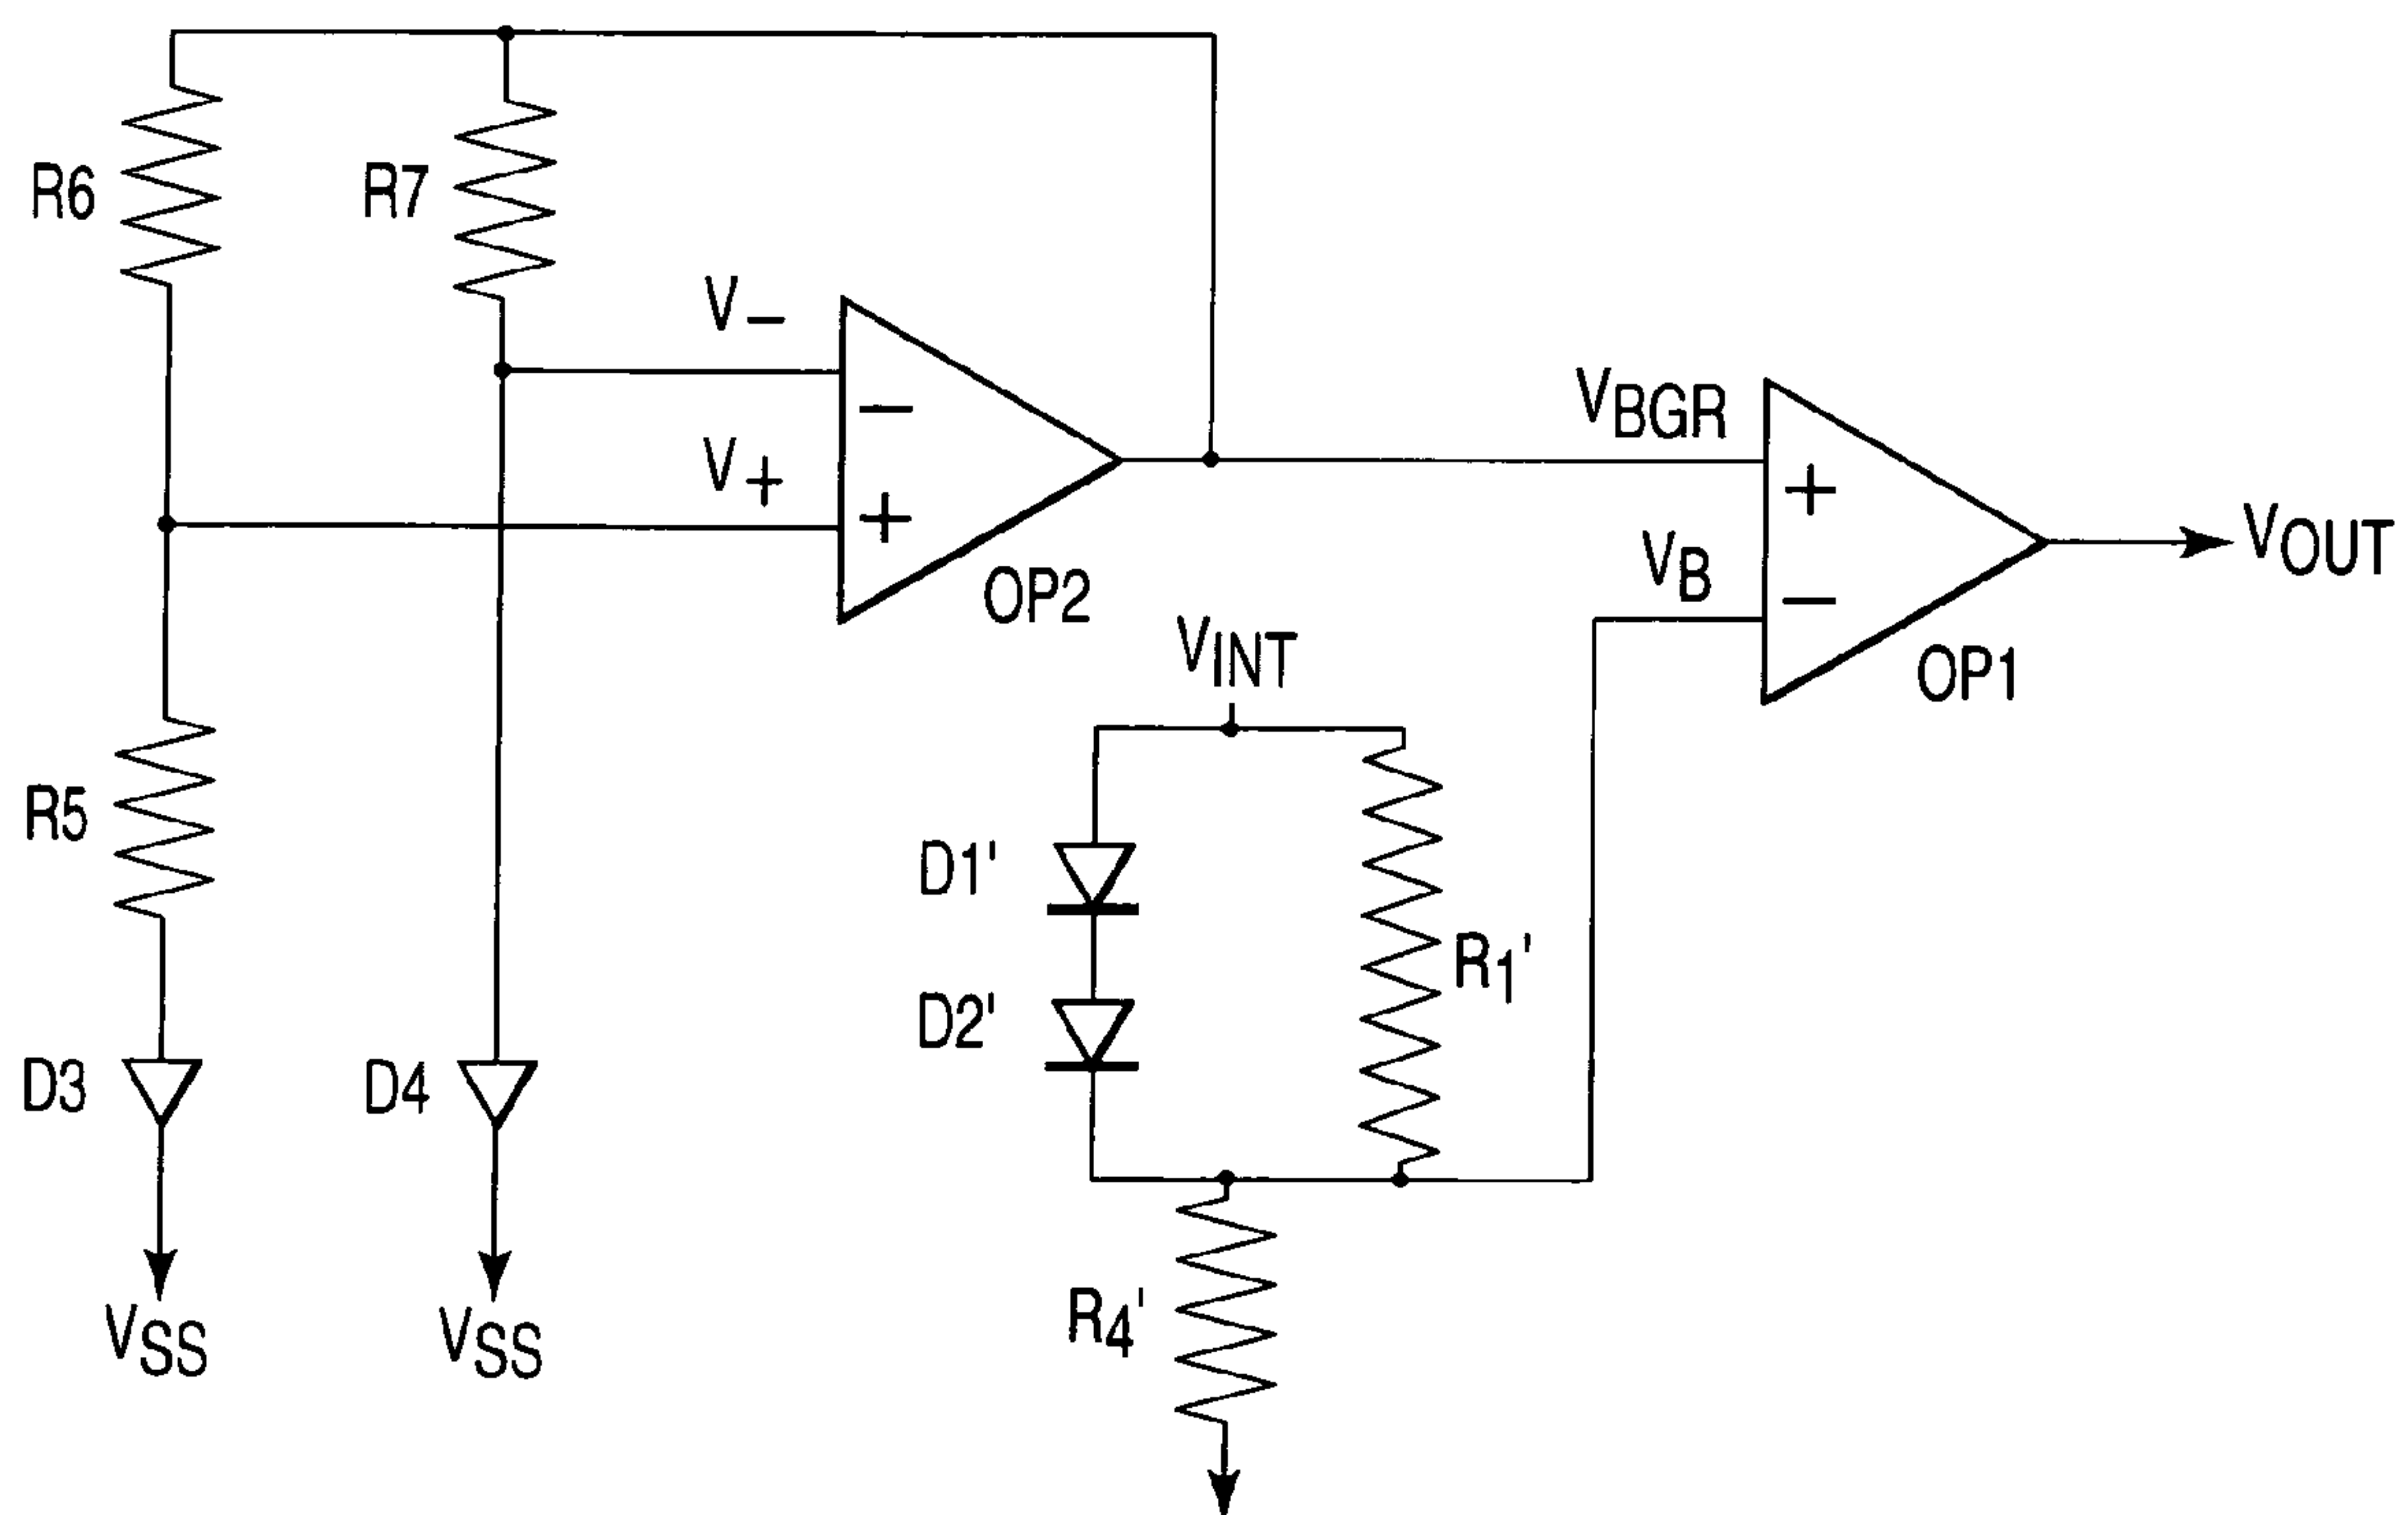 R6
R7
V−
V+
−
+
OP2
VBGR
VB
+
−
OP1
VOUT
VINT
R5
D1'
R1'
D2'
D3
D4
R4'
VSS
VSS